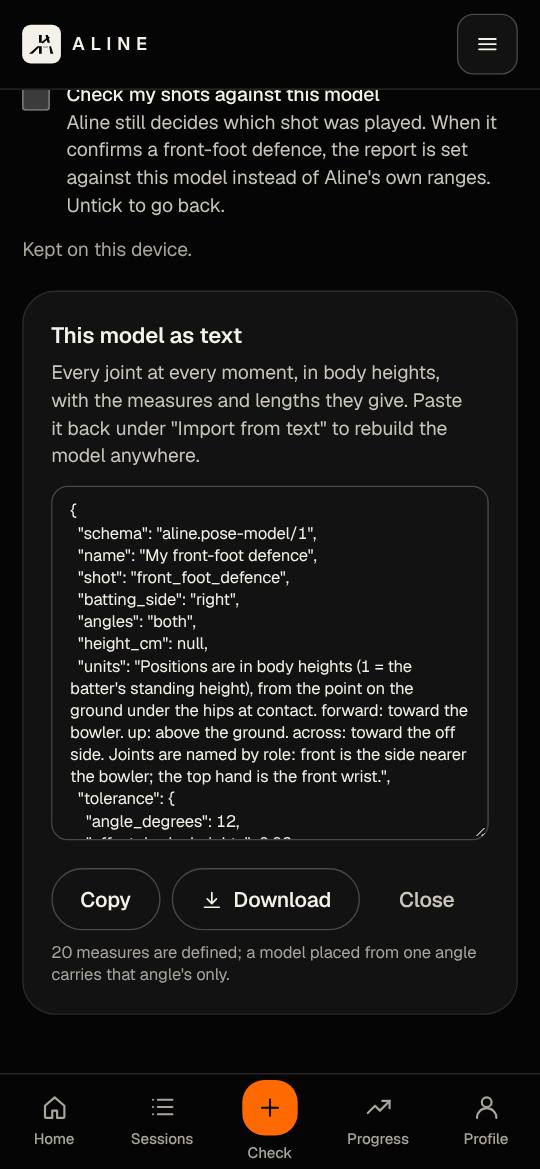 ALINE
Check my shots against this model
Aline still decides which shot was played. When it
confirms a front-foot defence, the report is set
against this model instead of Aline's own ranges.
Untick to go back.
Kept on this device.
This model as text
Every joint at every moment, in body heights,
with the measures and lengths they give. Paste
it back under "Import from text" to rebuild the
model anywhere.
{
"schema": "aline.pose-model/1",
"name": "My front-foot defence",
"shot": "front_foot_defence",
"batting_side": "right",
"angles": "both",
"height_cm": null,
"units": "Positions are in body heights (1 = the
batter's standing height), from the point on the
ground under the hips at contact. forward: toward the
bowler. up: above the ground. across: toward the off
side. Joints are named by role: front is the side nearer
the bowler; the top hand is the front wrist.",
"tolerance": {
"angle_degrees": 12,
Copy
Download
Close
20 measures are defined; a model placed from one angle
carries that angle's only.
Home
Sessions
Check
Progress
Profile